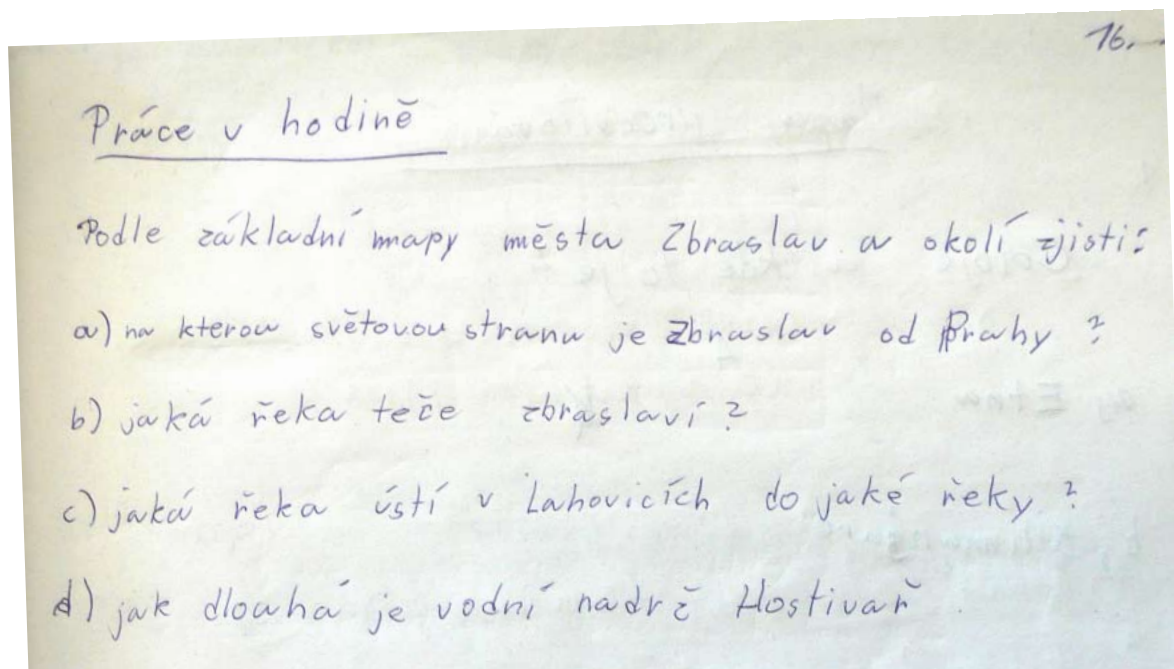 16.
Práce v hodině
Podle základní mapy města Zbraslav a okolí zjisti:
a) na kterou světovou stranu je Zbraslav od Prahy ?
b) jaká řeka teče zbraslaví ?
c) jaká řeka ústí v Lahovicích do jaké řeky ?
d) jak dlouhá je vodní nadrž Hostivař